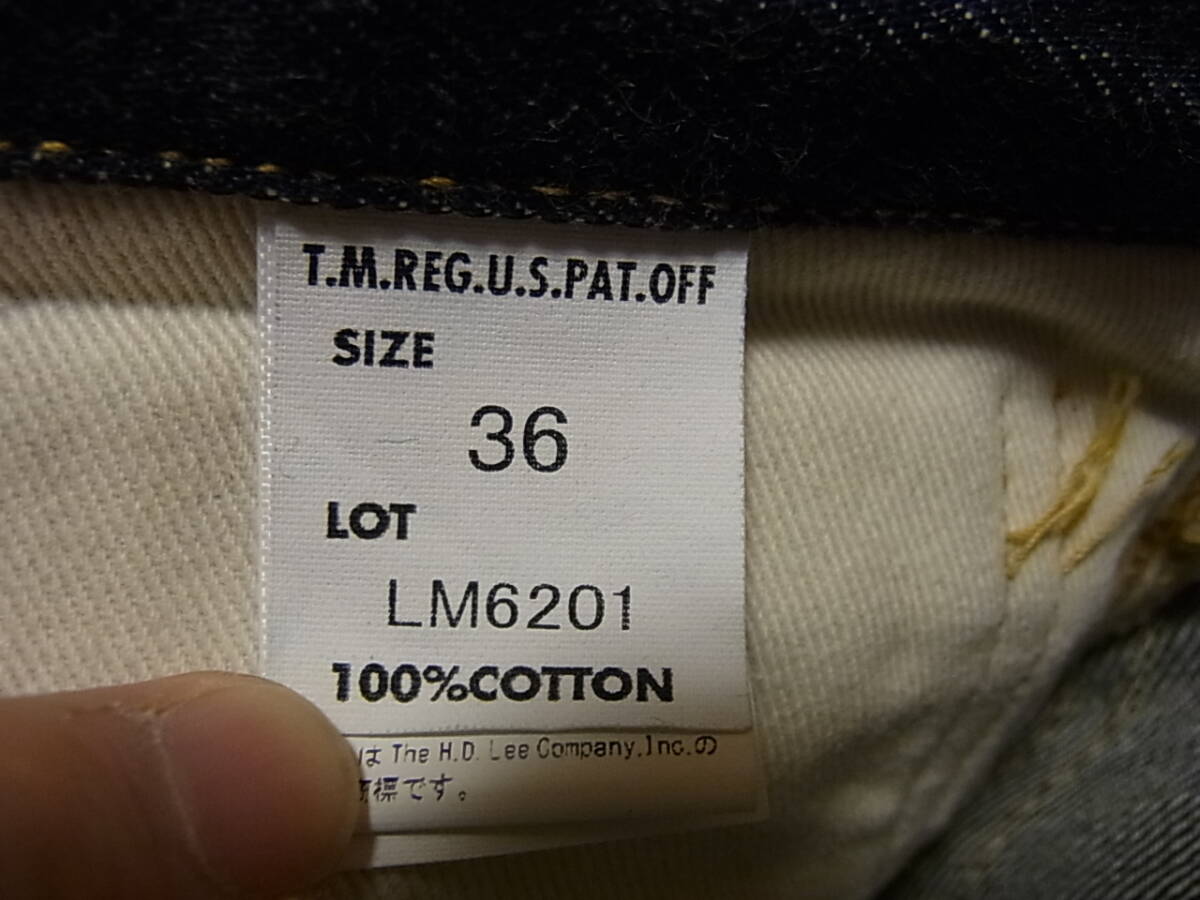 T.M.REG.U.S.PAT.OFF
SIZE
36
LOT
LM6201
100%COTTON
は The H.D. Lee Company,Inc.の
標です。